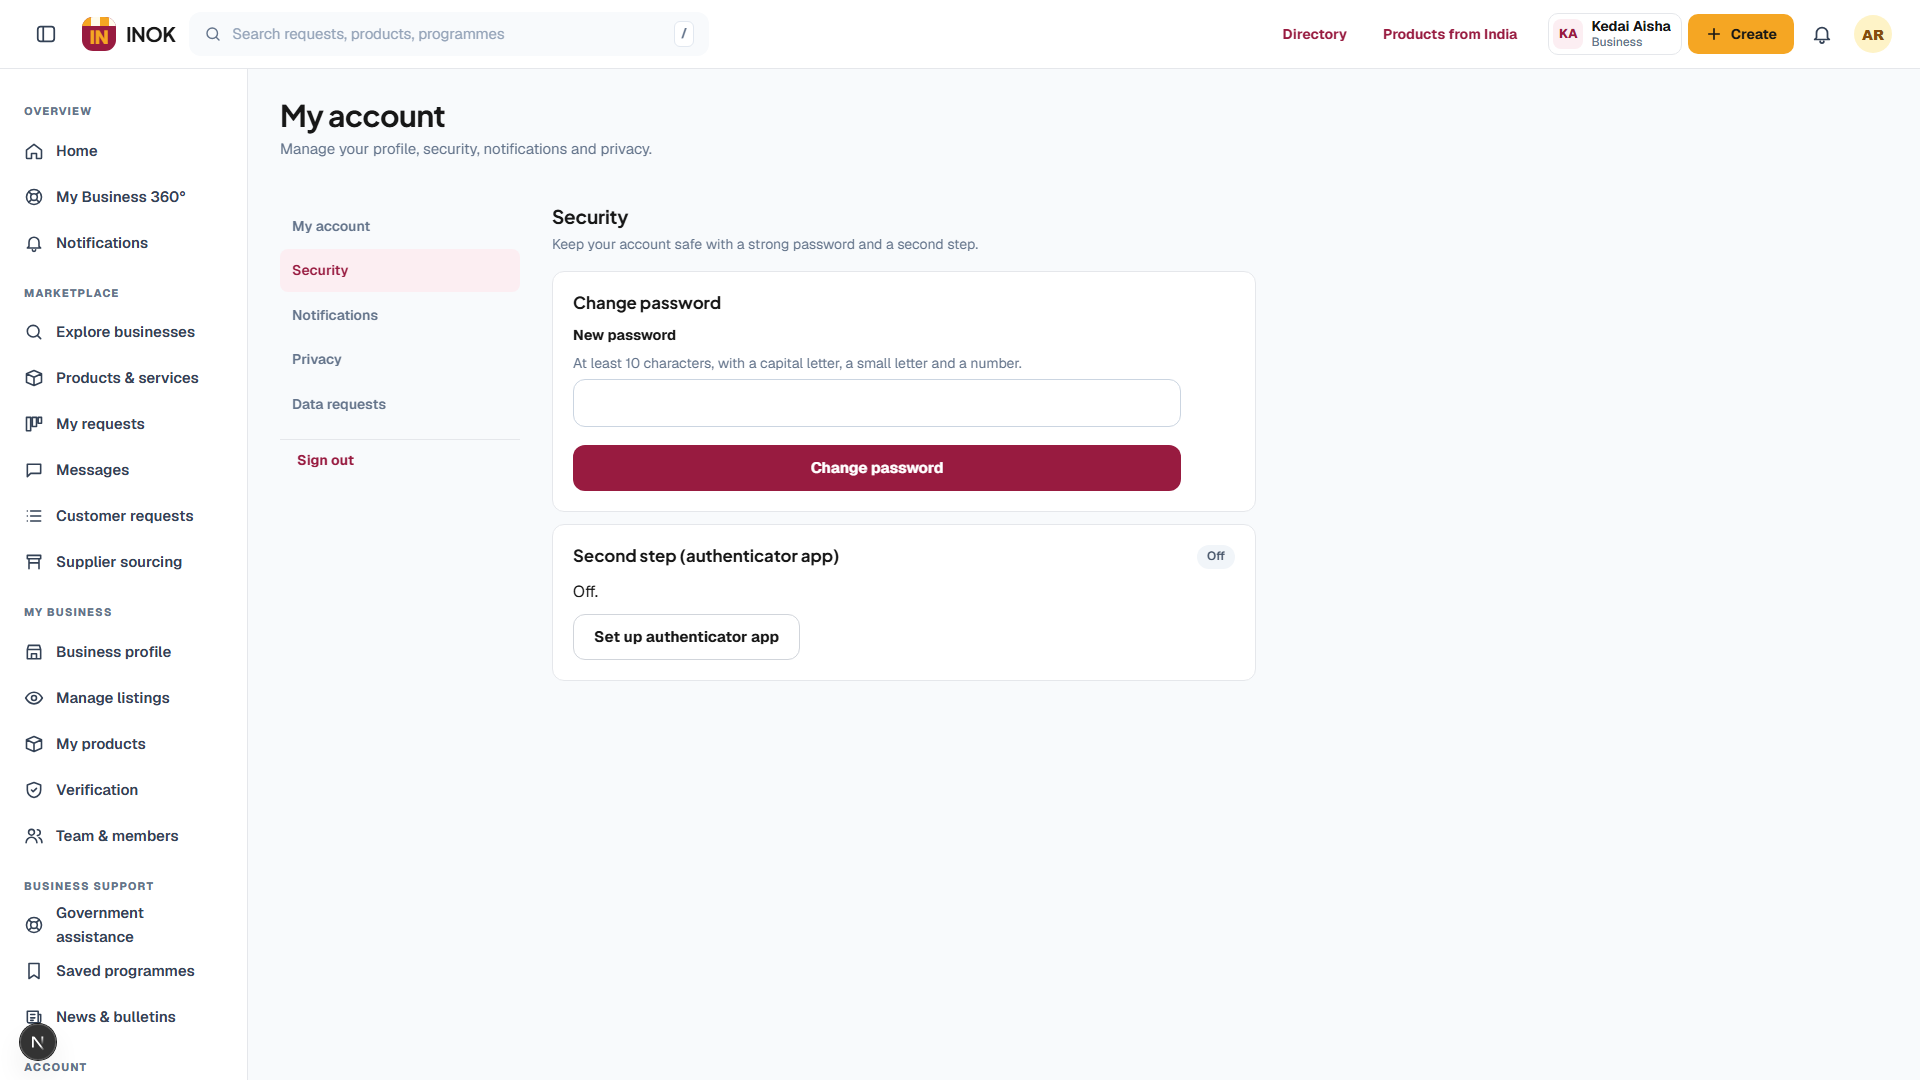 IN INOK
Search requests, products, programmes
/
Directory
Products from India
KA
Kedai Aisha
Business
+ Create
AR
OVERVIEW
Home
My Business 360°
Notifications
MARKETPLACE
Explore businesses
Products & services
My requests
Messages
Customer requests
Supplier sourcing
MY BUSINESS
Business profile
Manage listings
My products
Verification
Team & members
BUSINESS SUPPORT
Government
assistance
Saved programmes
News & bulletins
N
ACCOUNT
My account
Manage your profile, security, notifications and privacy.
My account
Security
Notifications
Privacy
Data requests
Sign out
Security
Keep your account safe with a strong password and a second step.
Change password
New password
At least 10 characters, with a capital letter, a small letter and a number.
Change password
Second step (authenticator app)
Off
Off.
Set up authenticator app